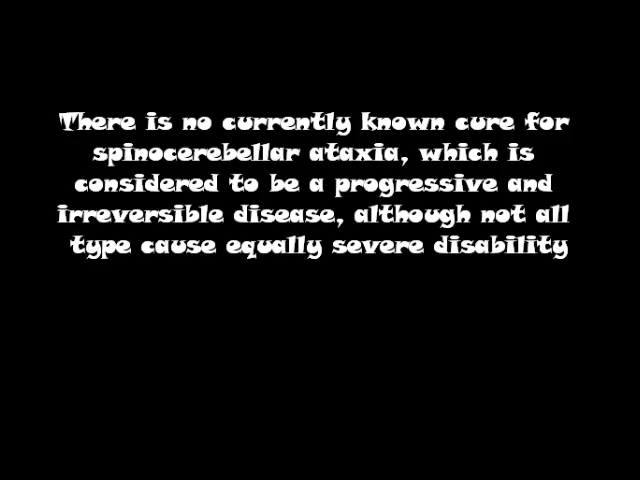 There is no currently known cure for
spinocerebellar ataxia, which is
considered to be a progressive and
irreversible disease, although not all
type cause equally severe disability